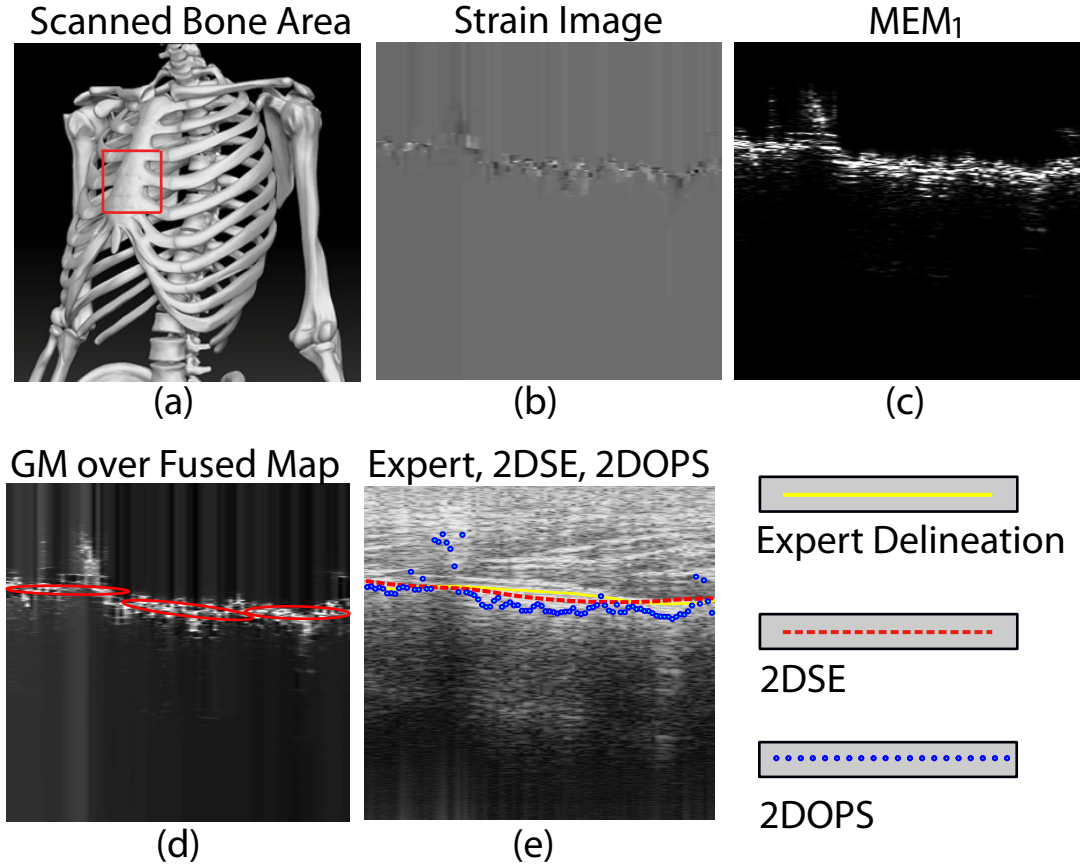 Scanned Bone Area
Strain Image
MEM₁
(a)
(b)
(c)
GM over Fused Map
Expert, 2DSE, 2DOPS
Expert Delineation
2DSE
2DOPS
(d)
(e)